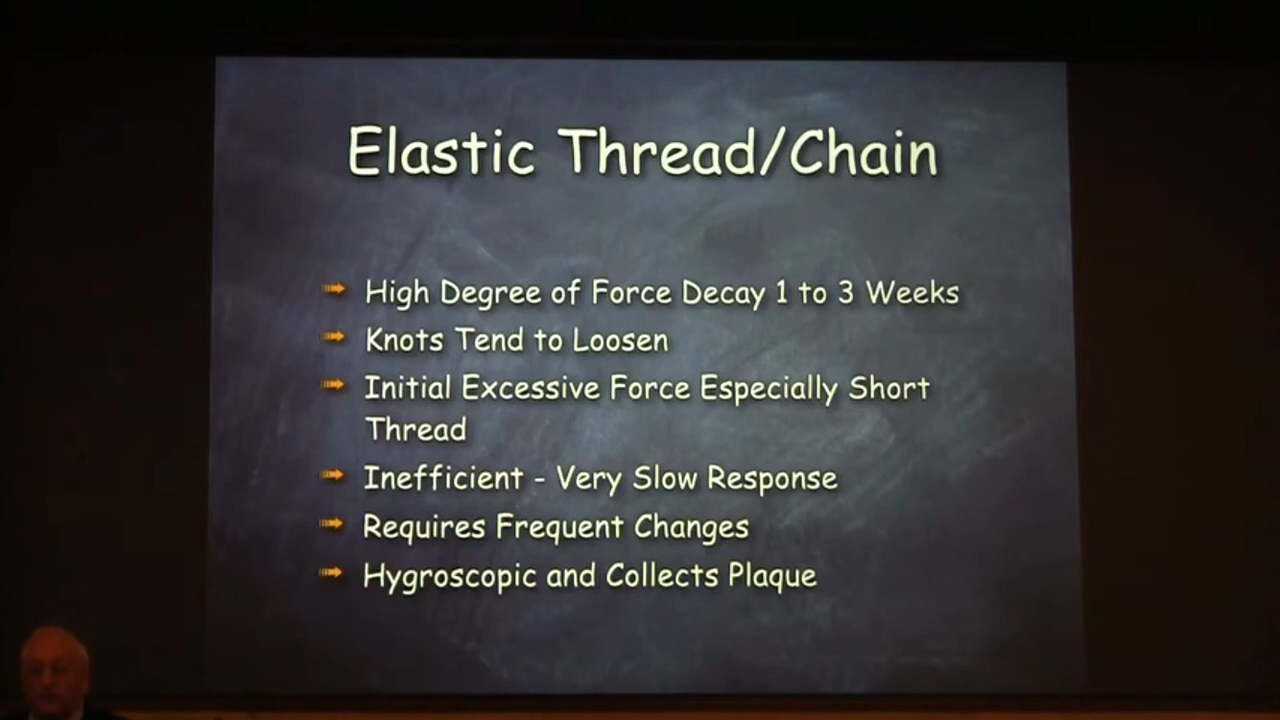 Elastic Thread/Chain
High Degree of Force Decay 1 to 3 Weeks
Knots Tend to Loosen
Initial Excessive Force Especially Short
Thread
Inefficient - Very Slow Response
Requires Frequent Changes
Hygroscopic and Collects Plaque